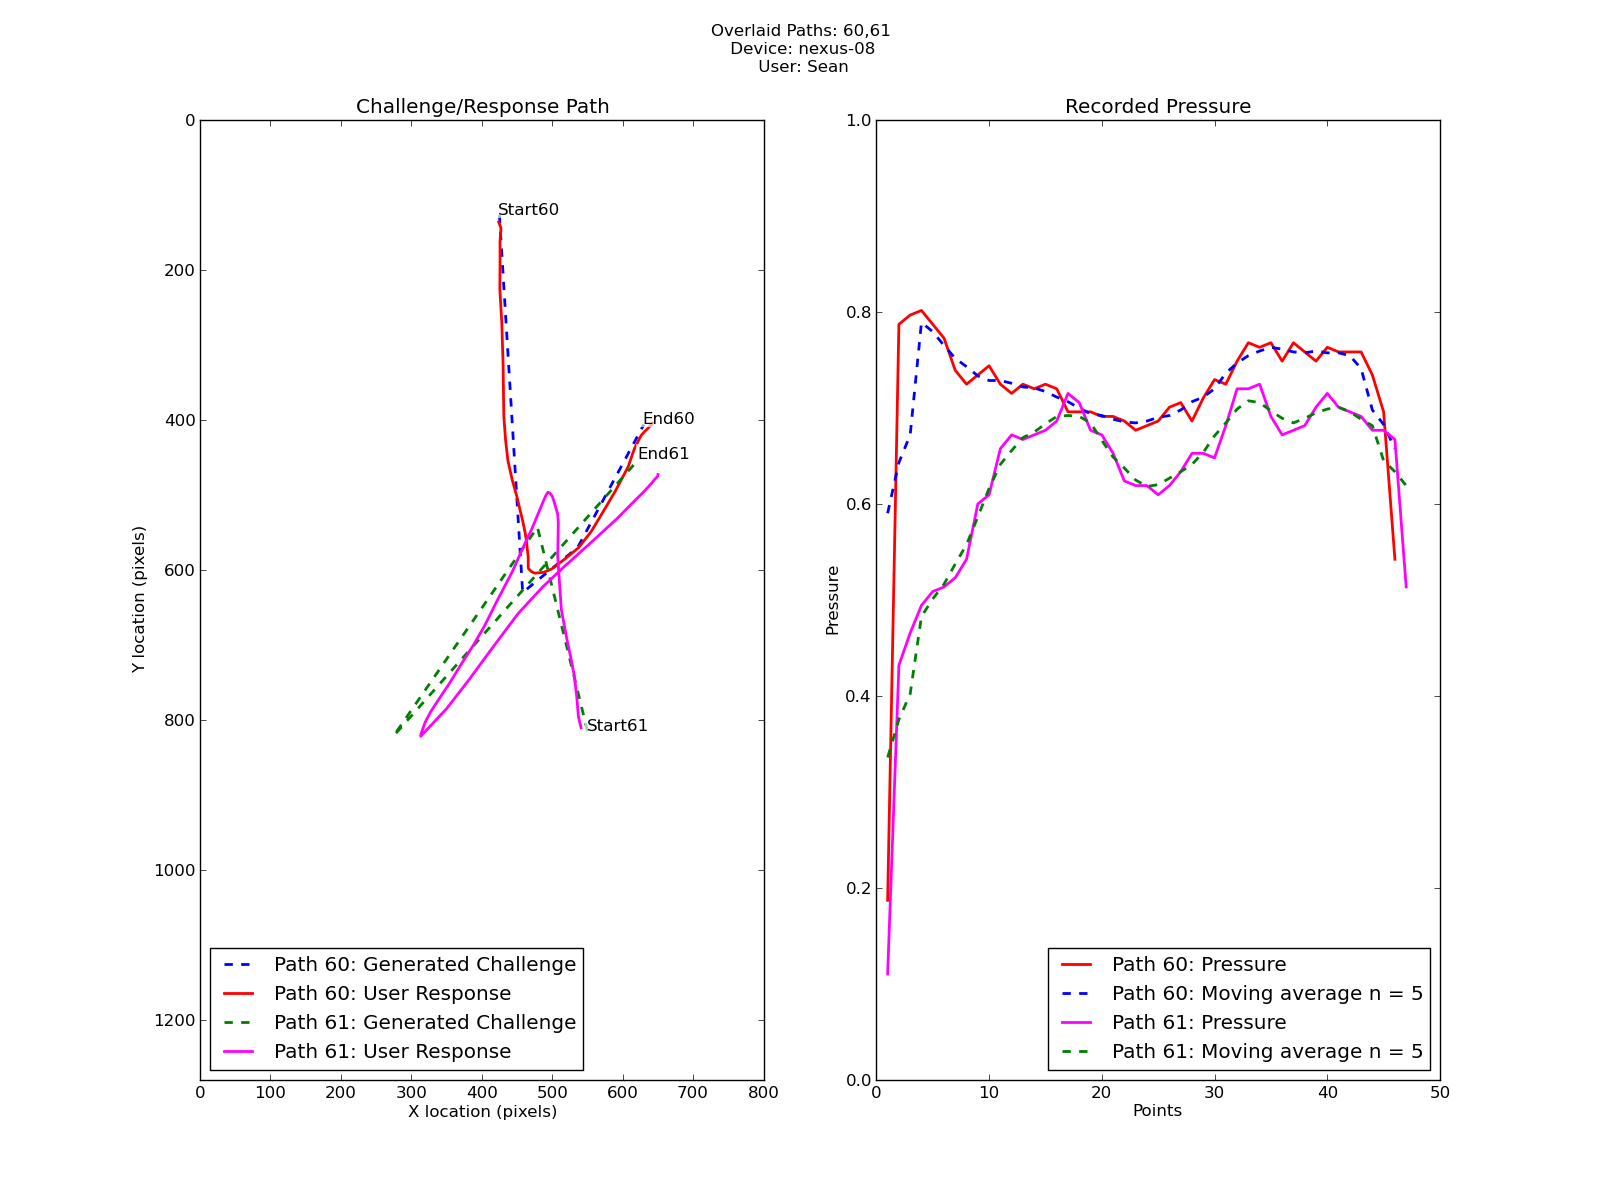 Overlaid Paths: 60,61
Device: nexus-08
User: Sean
Challenge/Response Path
0
200
400
600
800
1000
1200
Y location (pixels)
Start60
End60
End61
Start61
Path 60: Generated Challenge
Path 60: User Response
Path 61: Generated Challenge
Path 61: User Response
0 100 200 300 400 500 600 700 800
X location (pixels)
Recorded Pressure
1.0
0.8
0.6
0.4
0.2
0.0
Pressure
Path 60: Pressure
Path 60: Moving average n = 5
Path 61: Pressure
Path 61: Moving average n = 5
0 10 20 30 40 50
Points